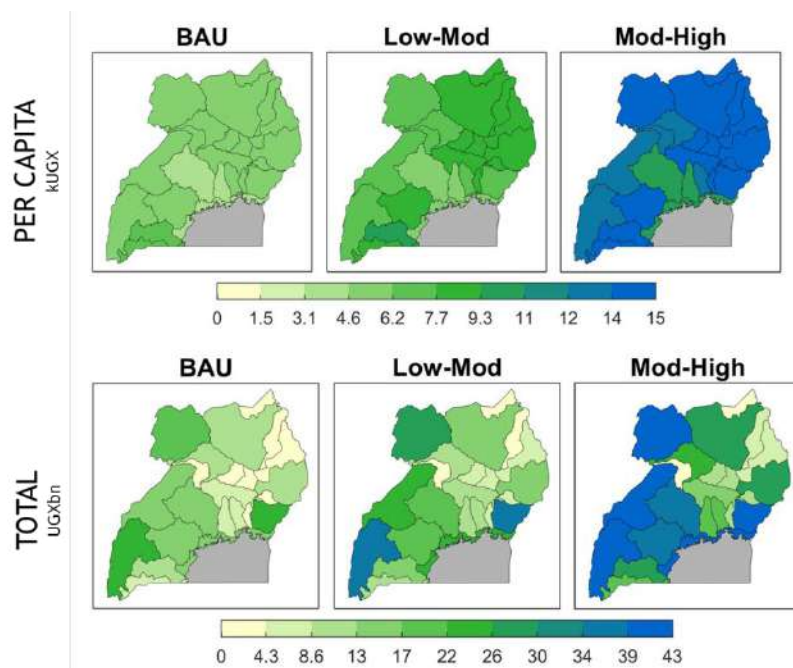 BAU Low-Mod Mod-High
PER CAPITA
kUGX
0 1.5 3.1 4.6 6.2 7.7 9.3 11 12 14 15
BAU Low-Mod Mod-High
TOTAL
UGXbn
0 4.3 8.6 13 17 22 26 30 34 39 43